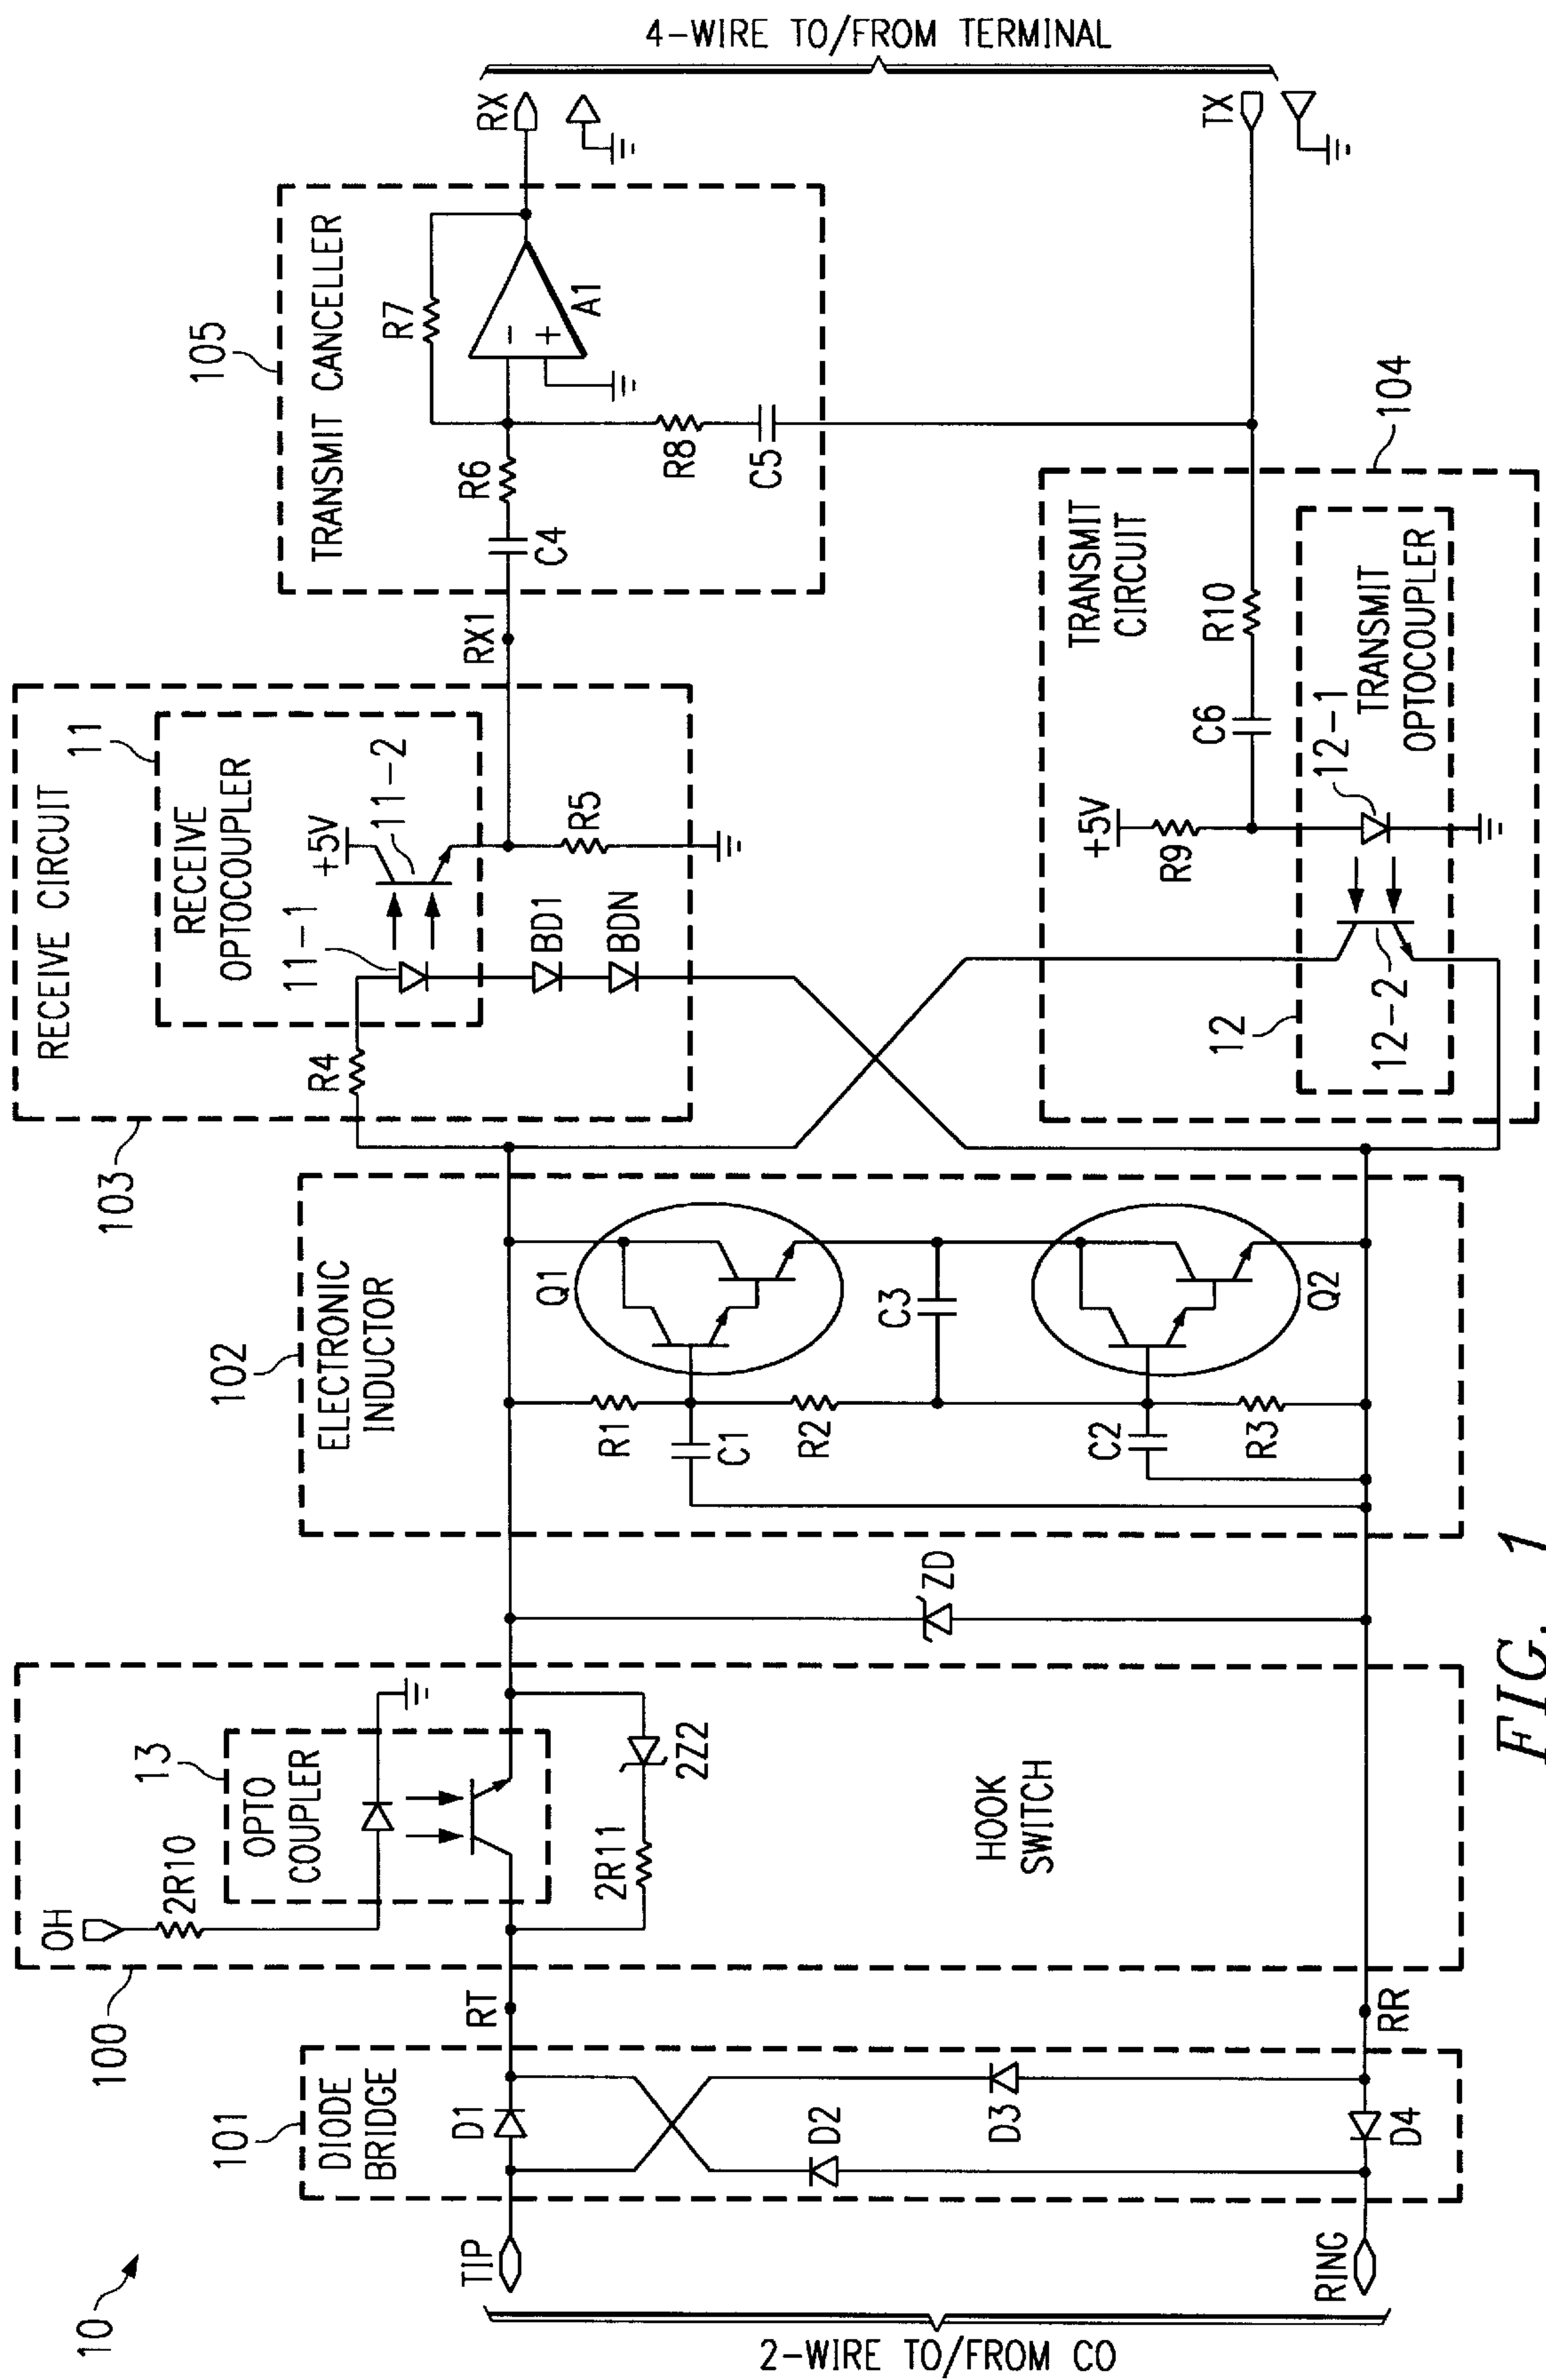 10
2-WIRE TO/FROM CO
TIP
RING
101
DIODE
BRIDGE
D1
D2
D3
D4
RT
RR
100
OH
2R10
13
OPTO
COUPLER
2R11
2Z2
HOOK
SWITCH
ZD
102
ELECTRONIC
INDUCTOR
R1
C1
R2
C2
R3
C3
Q1
Q2
103
RECEIVE CIRCUIT
11
RECEIVE
OPTOCOUPLER
R4
11-1
11-2
+5V
BD1
BDN
R5
RX1
12
12-2
12-1
TRANSMIT
OPTOCOUPLER
+5V
R9
C6
R10
TRANSMIT
CIRCUIT
104
105
TRANSMIT CANCELLER
C4
R6
R7
R8
C5
-
+
A1
RX
TX
4-WIRE TO/FROM TERMINAL
FIG. 1